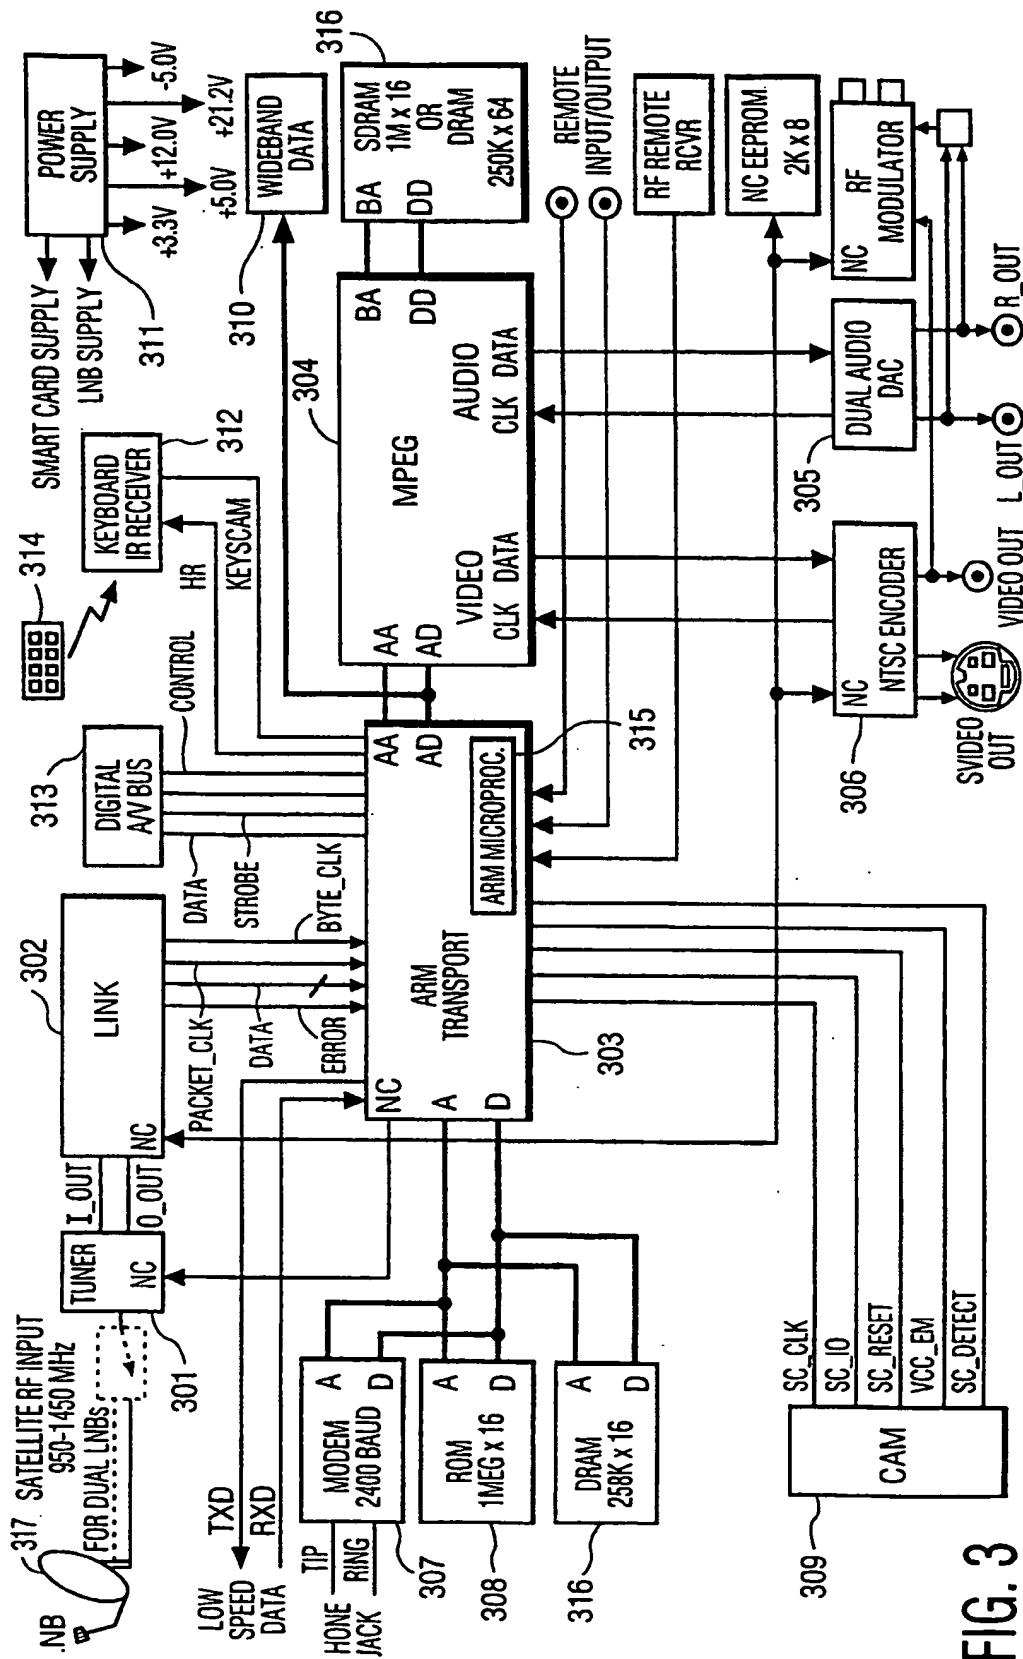 317
SATELLITE RF INPUT
950-1450 MHz
.NB
FOR DUAL LNBs
301
TUNER
NC
I_OUT
O_OUT
302
LINK
NC
PACKET_CLK
DATA
ERROR
BYTE_CLK
313
DIGITAL
A/V BUS
DATA
STROBE
CONTROL
314
KEYBOARD
IR RECEIVER
312
HR
KEYSCAM
SMART CARD SUPPLY
LNB SUPPLY
311
POWER
SUPPLY
+3.3V
+5.0V
+12.0V
+21.2V
-5.0V
310
WIDEBAND
DATA
316
SDRAM
1M x 16
OR
DRAM
250K x 64
BA
DD
304
MPEG
BA
DD
AA
AD
VIDEO
CLK DATA
AUDIO
CLK DATA
LOW
SPEED
DATA
TXD
RXD
NC
A
D
ARM
TRANSPORT
303
AA
AD
ARM MICROPROC.
315
HONE
JACK
TIP
RING
MODEM
2400 BAUD
A
D
307
ROM
1MEG x 16
A
D
308
DRAM
258K x 16
A
D
316
REMOTE
INPUT/OUTPUT
RF REMOTE
RCVR
NC EEPROM
2K x 8
RF
MODULATOR
NC
DUAL AUDIO
DAC
305
NTSC ENCODER
NC
306
SVIDEO
OUT
VIDEO OUT
L_OUT
R_OUT
309
CAM
SC_CLK
SC_IO
SC_RESET
VCC_EM
SC_DETECT
FIG. 3